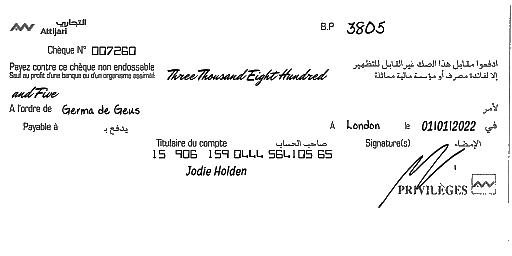 التجاري
Attijari
B.P 3805
Chèque N° 007260
Payez contre ce chèque non endossable
Sauf au profit d'une banque ou d'un organisme assimilé
Three Thousand Eight Hundred
ادفعوا مقابل هذا الصك غير القابل للتظهير
إلا لفائدة مصرف أو مؤسسة مالية مماثلة
and Five
A l'ordre de Germa de Geus لأمر
Payable à يدفع بـ
A London le 01/01/2022 في
Titulaire du compte صاحب الحساب
Signature(s) الإمضاء
15 906 159 0444 564105 65
Jodie Holden
PRIVILÈGES